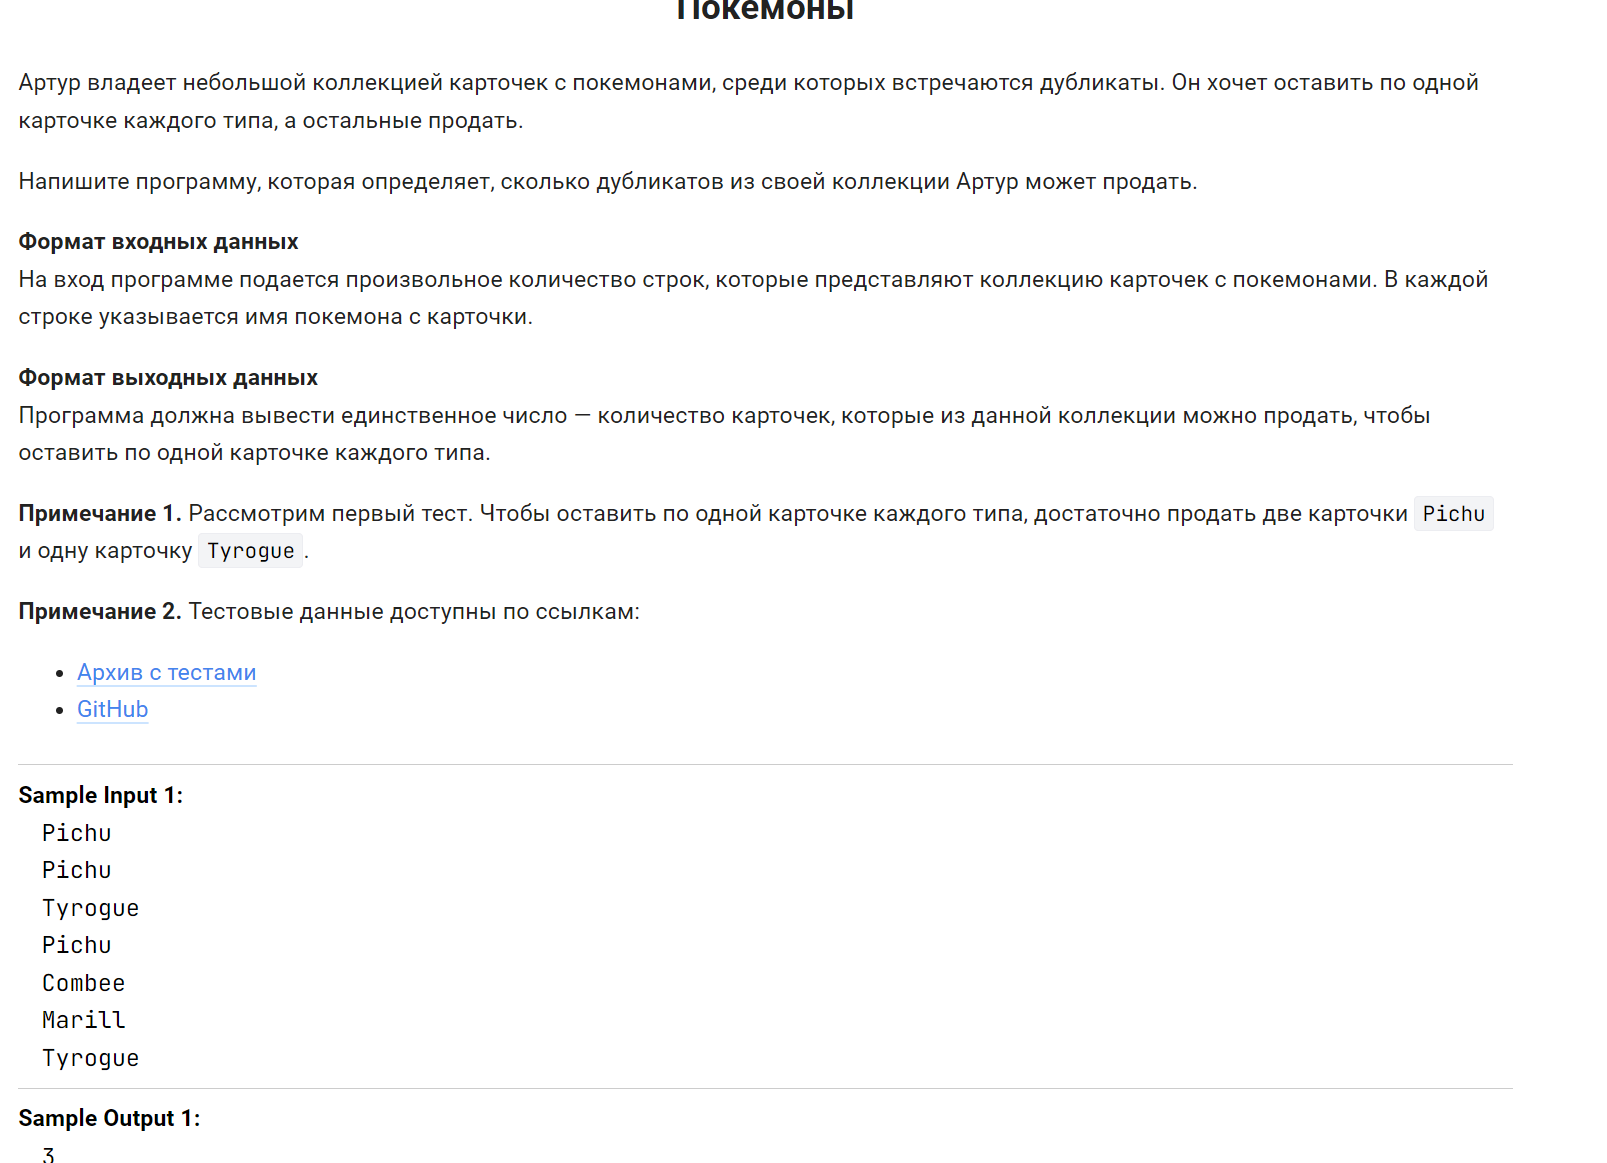 Покемоны
Артур владеет небольшой коллекцией карточек с покемонами, среди которых встречаются дубликаты. Он хочет оставить по одной
карточке каждого типа, а остальные продать.
Напишите программу, которая определяет, сколько дубликатов из своей коллекции Артур может продать.
Формат входных данных
На вход программе подается произвольное количество строк, которые представляют коллекцию карточек с покемонами. В каждой
строке указывается имя покемона с карточки.
Формат выходных данных
Программа должна вывести единственное число — количество карточек, которые из данной коллекции можно продать, чтобы
оставить по одной карточке каждого типа.
Примечание 1. Рассмотрим первый тест. Чтобы оставить по одной карточке каждого типа, достаточно продать две карточки Pichu
и одну карточку Tyrogue.
Примечание 2. Тестовые данные доступны по ссылкам:
• Архив с тестами
• GitHub
Sample Input 1:
Pichu
Pichu
Tyrogue
Pichu
Combee
Marill
Tyrogue
Sample Output 1:
3